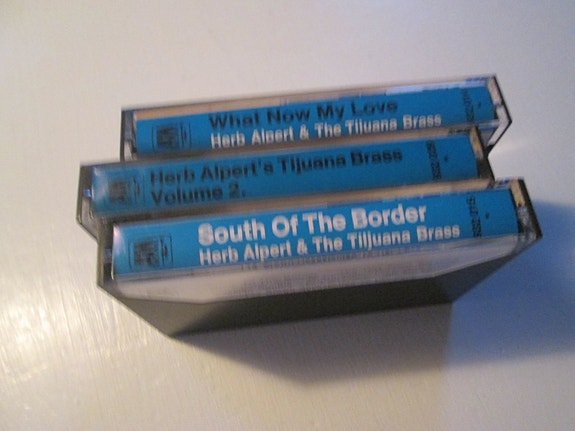 What Now My Love
Herb Alpert & The Tijuana Brass
Herb Alpert's Tijuana Brass
Volume 2.
South Of The Border
Herb Alpert & The Tiljuana Brass